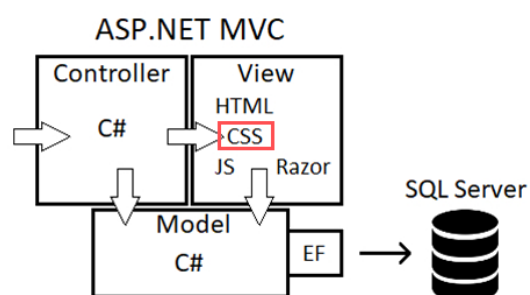 ASP.NET MVC
Controller
View
C#
HTML
CSS
JS Razor
SQL Server
Model
C#
EF